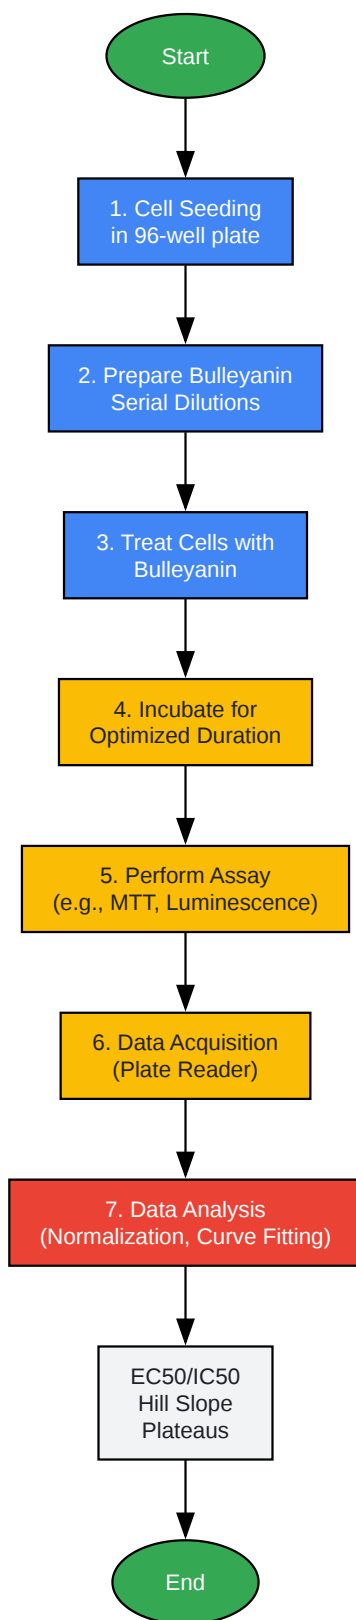 Start
1. Cell Seeding
in 96-well plate
2. Prepare Bulleyanin
Serial Dilutions
3. Treat Cells with
Bulleyanin
4. Incubate for
Optimized Duration
5. Perform Assay
(e.g., MTT, Luminescence)
6. Data Acquisition
(Plate Reader)
7. Data Analysis
(Normalization, Curve Fitting)
EC50/IC50
Hill Slope
Plateaus
End